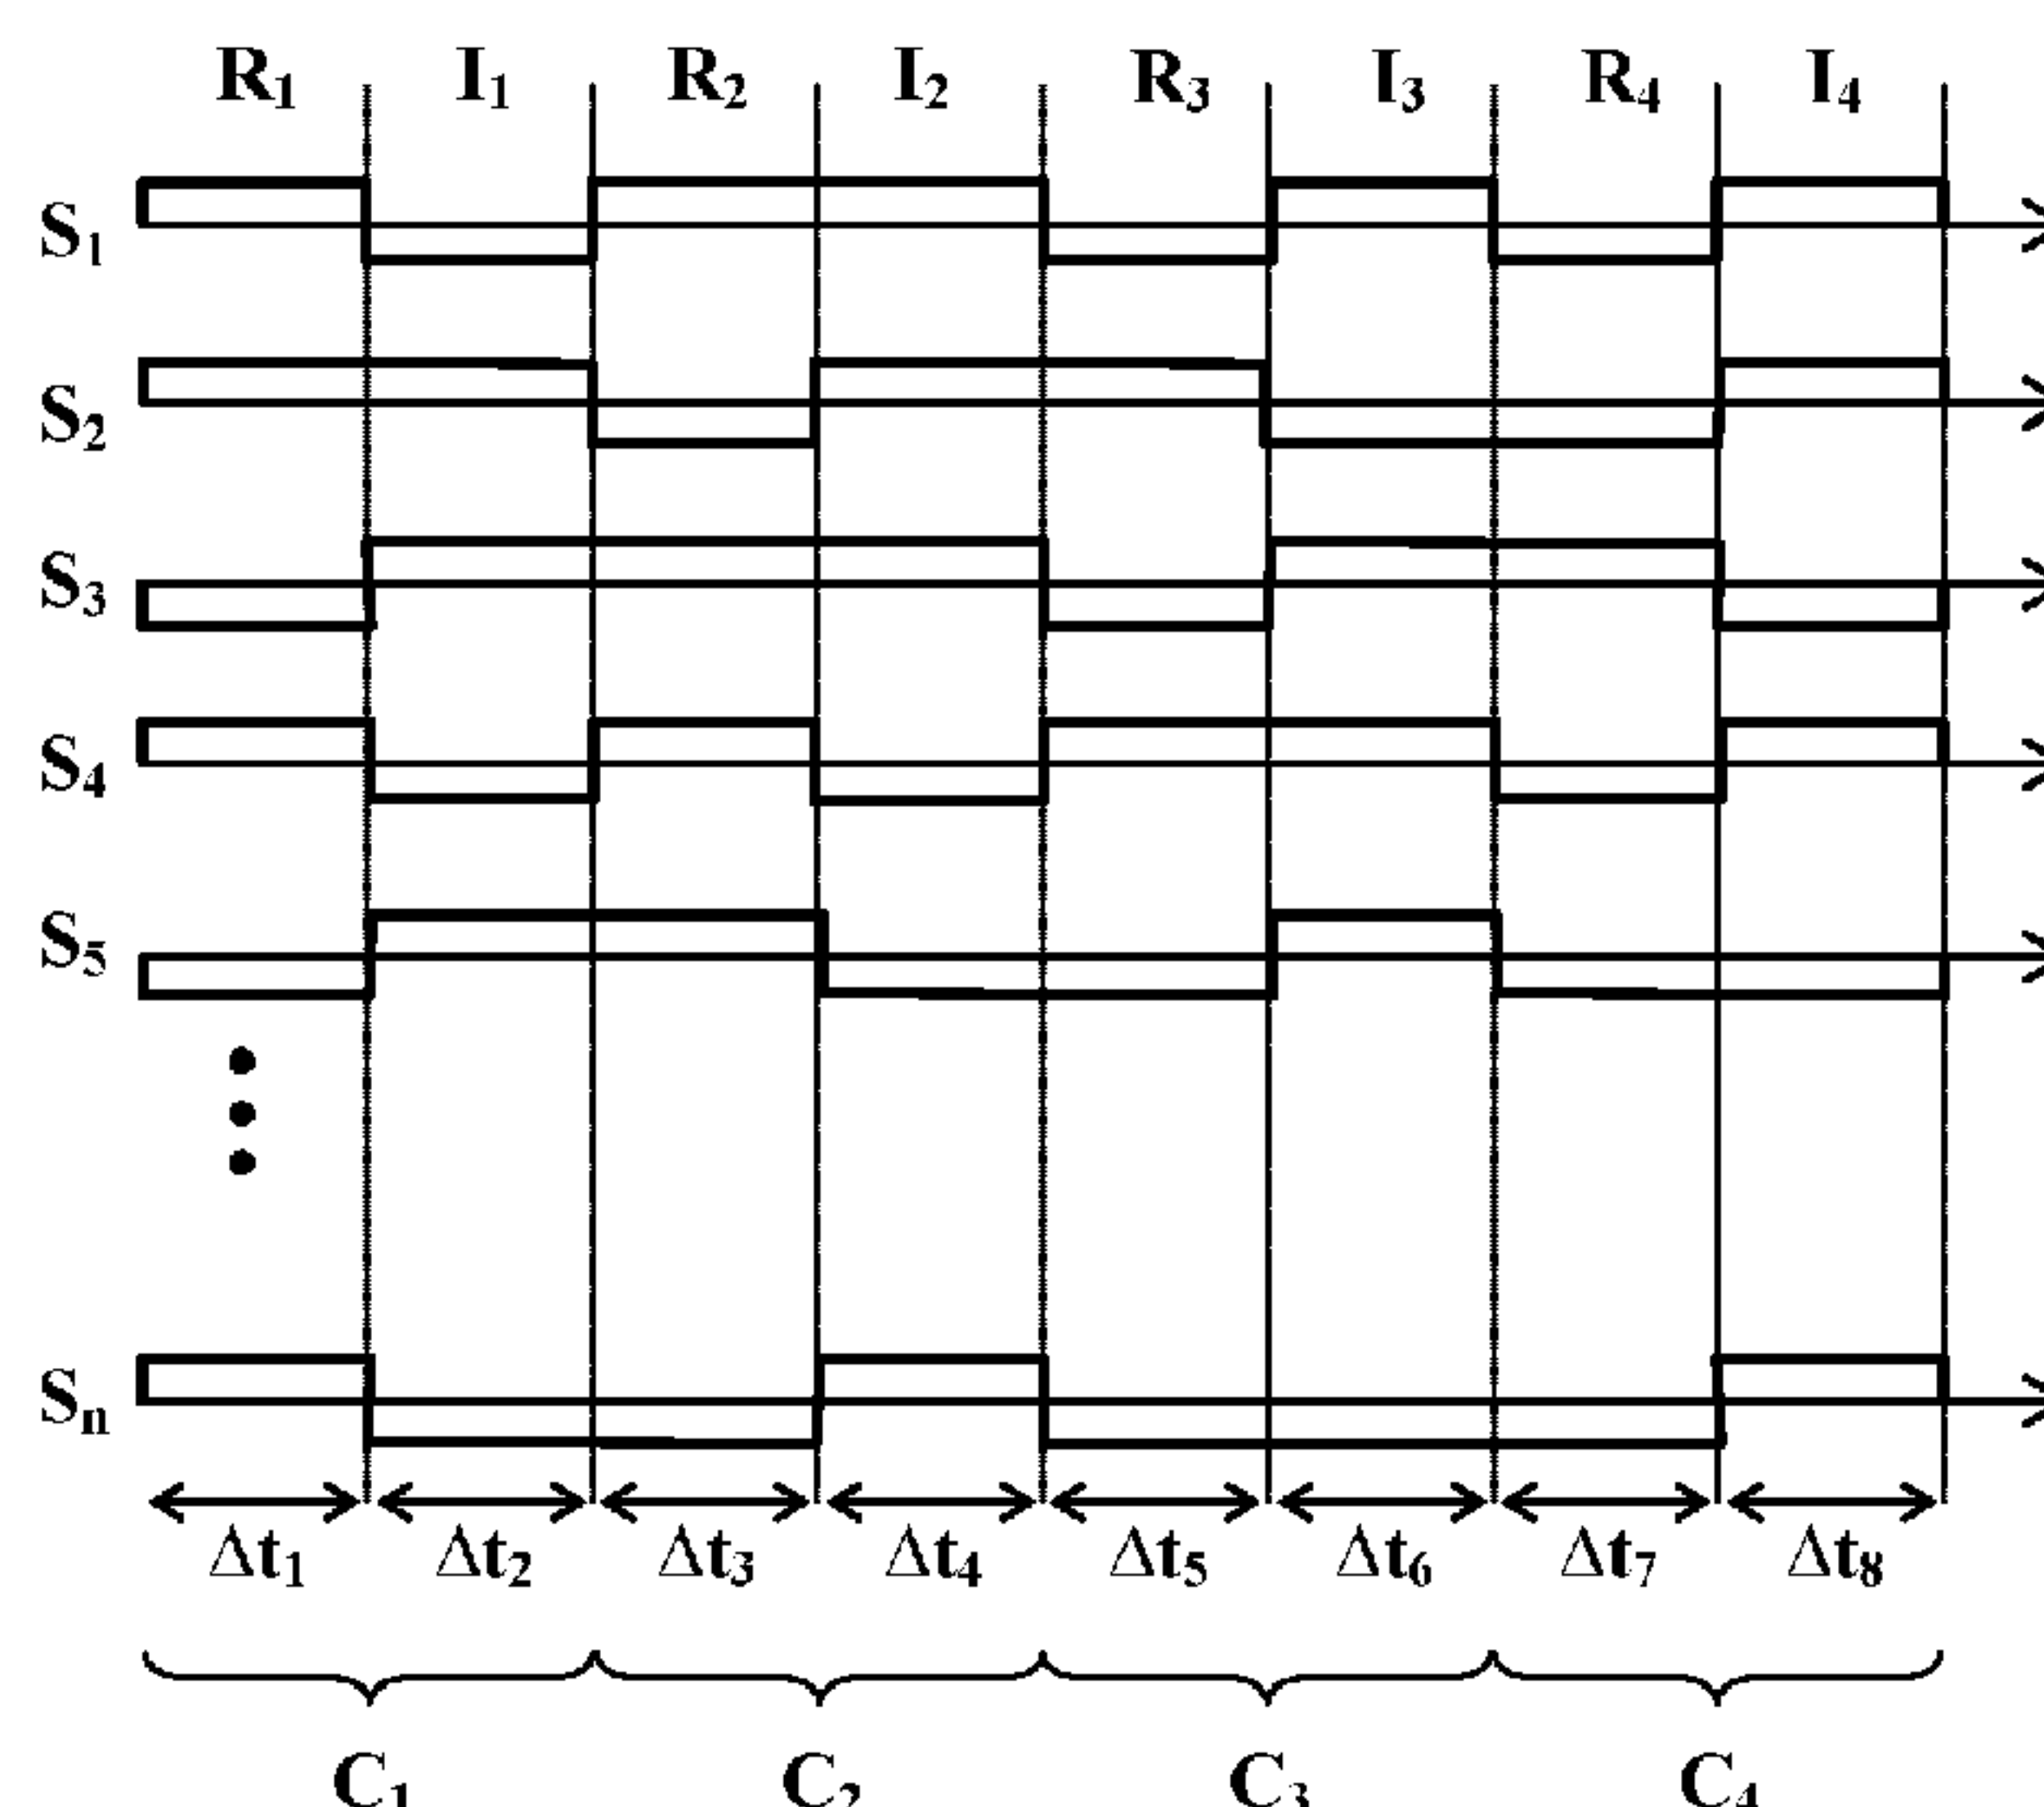 R₁ I₁ R₂ I₂ R₃ I₃ R₄ I₄
S₁
S₂
S₃
S₄
S₅
Sₙ
Δt₁ Δt₂ Δt₃ Δt₄ Δt₅ Δt₆ Δt₇ Δt₈
C₁ C₂ C₃ C₄